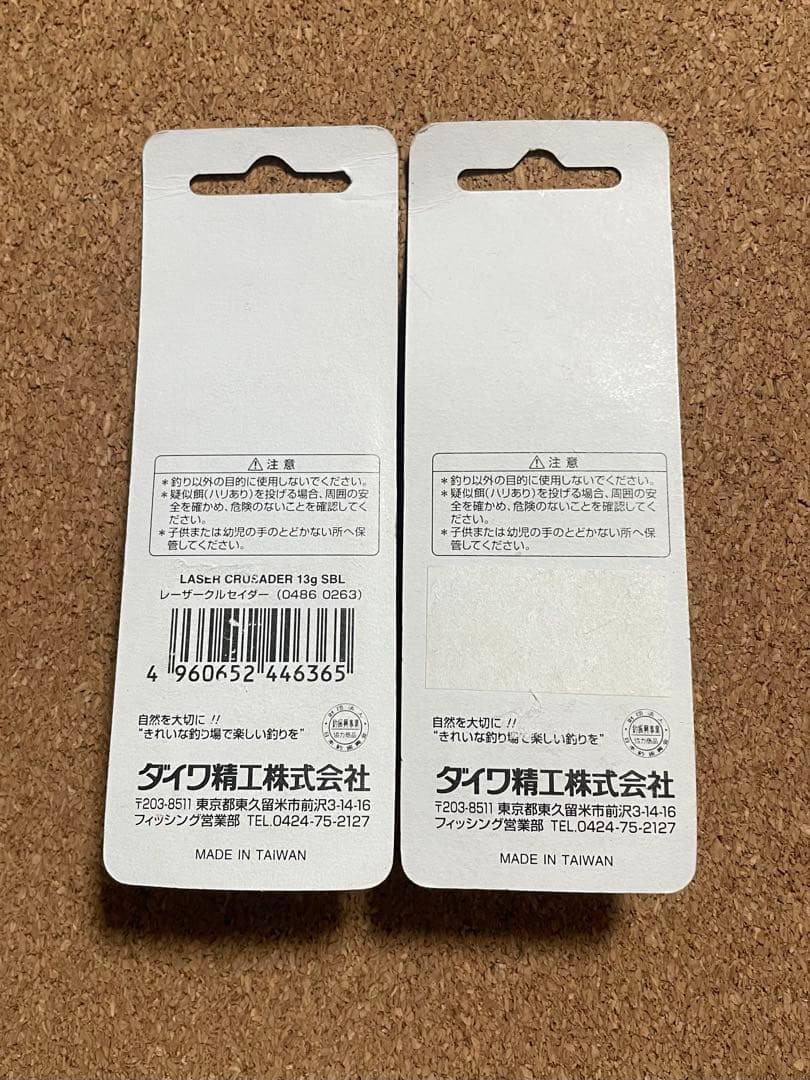 ⚠注意
*釣り以外の目的に使用しないでください。
*疑似餌(ハリあり)を投げる場合、周囲の安
全を確かめ、危険のないことを確認してく
ださい。
*子供または幼児の手のとどかない所へ保
管してください。
LASER CRUSADER 13g SBL
レーザークルセイダー (0486 0263)
4 960652 446365
自然を大切に!!
"きれいな釣り場で楽しい釣りを"
ダイワ精工株式会社
〒203-8511 東京都東久留米市前沢3-14-16
フィッシング営業部 TEL.0424-75-2127
MADE IN TAIWAN
⚠注意
*釣り以外の目的に使用しないでください。
*疑似餌(ハリあり)を投げる場合、周囲の安
全を確かめ、危険のないことを確認してく
ださい。
*子供または幼児の手のとどかない所へ保
管してください。
自然を大切に!!
"きれいな釣り場で楽しい釣りを"
協力商品
ダイワ精工株式会社
〒203-8511 東京都東久留米市前沢3-14-16
フィッシング営業部 TEL.0424-75-2127
MADE IN TAIWAN